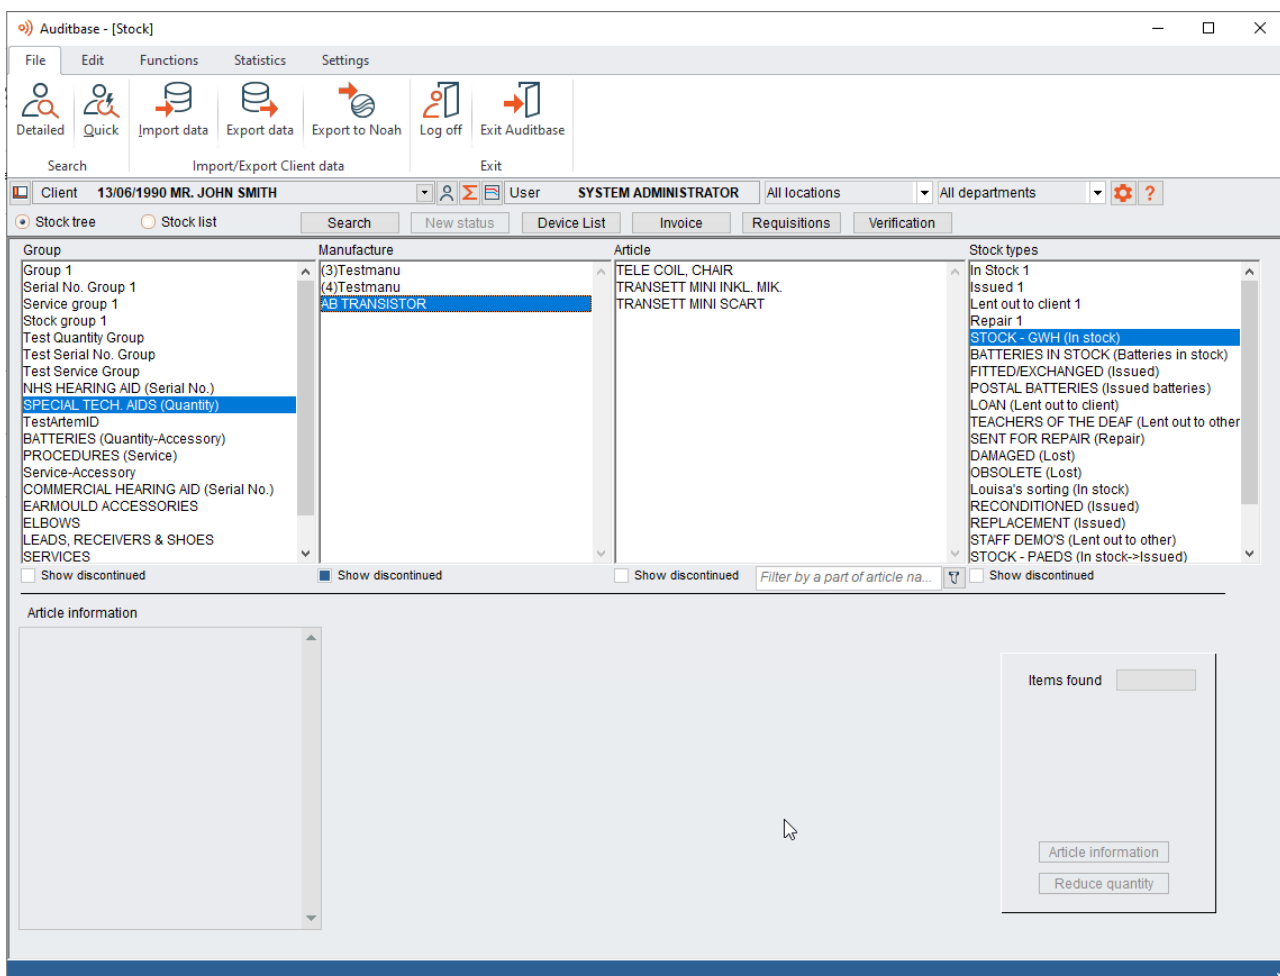 Auditbase - [Stock]
File Edit Functions Statistics Settings
Detailed Quick Import data Export data Export to Noah Log off Exit Auditbase
Search Import/Export Client data Exit
Client 13/06/1990 MR. JOHN SMITH User SYSTEM ADMINISTRATOR All locations All departments
Stock tree Stock list Search New status Device List Invoice Requisitions Verification
Group Manufacture Article Stock types
Group 1
Serial No. Group 1
Service group 1
Stock group 1
Test Quantity Group
Test Serial No. Group
Test Service Group
NHS HEARING AID (Serial No.)
SPECIAL TECH. AIDS (Quantity)
TestArtemID
BATTERIES (Quantity-Accessory)
PROCEDURES (Service)
Service-Accessory
COMMERCIAL HEARING AID (Serial No.)
EARMOULD ACCESSORIES
ELBOWS
LEADS, RECEIVERS & SHOES
SERVICES
(3)Testmanu
(4)Testmanu
AB TRANSISTOR
TELE COIL, CHAIR
TRANSETT MINI INKL. MIK.
TRANSETT MINI SCART
In Stock 1
Issued 1
Lent out to client 1
Repair 1
STOCK - GWH (In stock)
BATTERIES IN STOCK (Batteries in stock)
FITTED/EXCHANGED (Issued)
POSTAL BATTERIES (Issued batteries)
LOAN (Lent out to client)
TEACHERS OF THE DEAF (Lent out to other
SENT FOR REPAIR (Repair)
DAMAGED (Lost)
OBSOLETE (Lost)
Louisa's sorting (In stock)
RECONDITIONED (Issued)
REPLACEMENT (Issued)
STAFF DEMO'S (Lent out to other)
STOCK - PAEDS (In stock->Issued)
Show discontinued Show discontinued Show discontinued Filter by a part of article na... Show discontinued
Article information
Items found
Article information
Reduce quantity